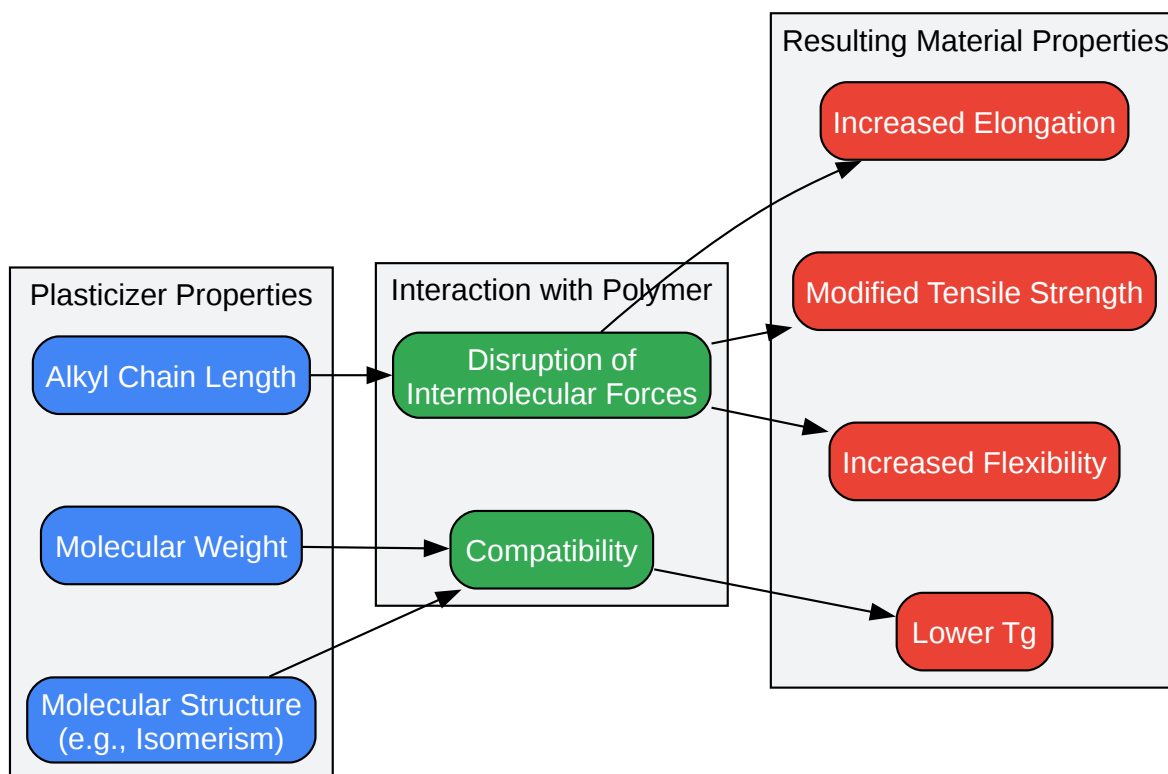 Plasticizer Properties
Alkyl Chain Length
Molecular Weight
Molecular Structure
(e.g., Isomerism)
Interaction with Polymer
Disruption of
Intermolecular Forces
Compatibility
Resulting Material Properties
Increased Elongation
Modified Tensile Strength
Increased Flexibility
Lower Tg